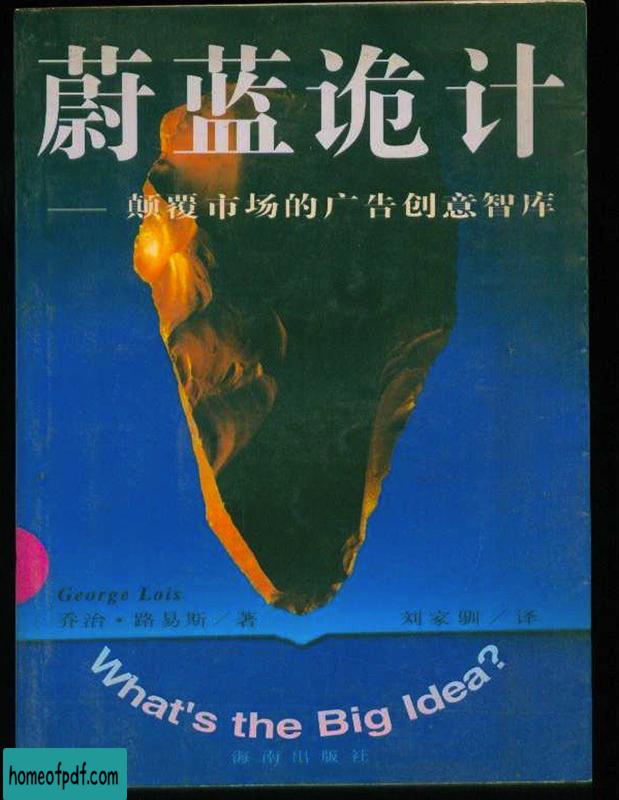 蔚蓝诡计
—— 颠覆市场的广告创意智库
George Lois
乔治·路易斯／著
刘家驯／译
What's the Big Idea?
海南出版社
homeofpdf.com